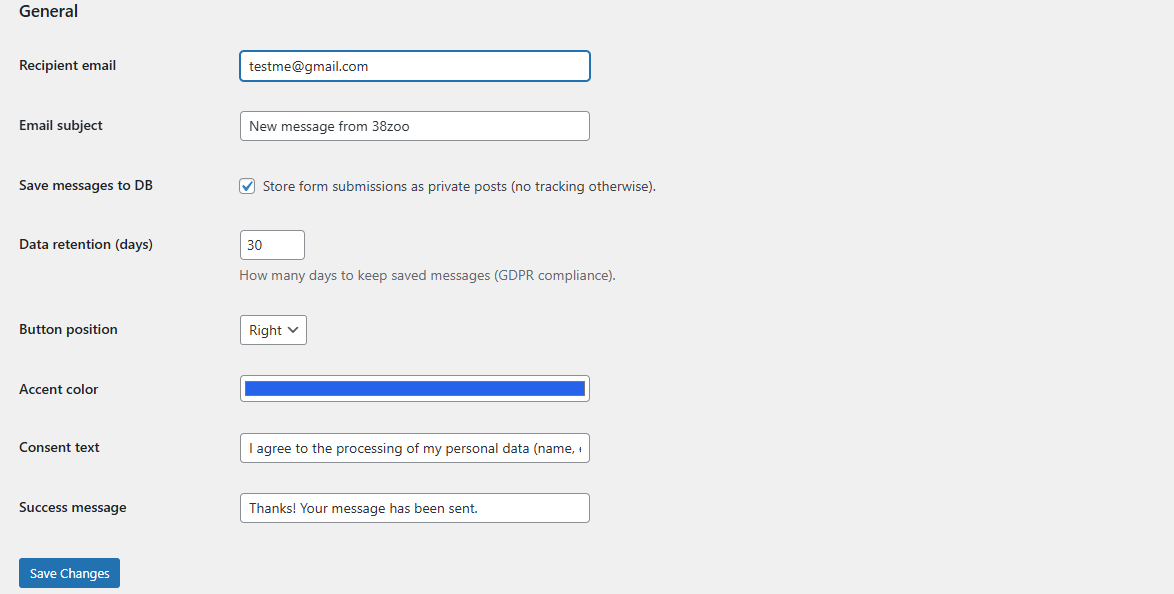 General
Recipient email
testme@gmail.com
Email subject
New message from 38zoo
Save messages to DB
Store form submissions as private posts (no tracking otherwise).
Data retention (days)
30
How many days to keep saved messages (GDPR compliance).
Button position
Right
Accent color
Consent text
I agree to the processing of my personal data (name,
Success message
Thanks! Your message has been sent.
Save Changes